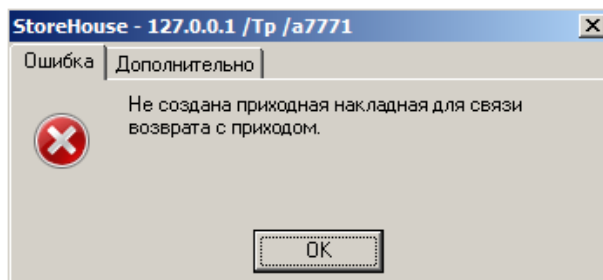 StoreHouse - 127.0.0.1 /Tp /a7771
Ошибка Дополнительно
Не создана приходная накладная для связи
возврата с приходом.
OK